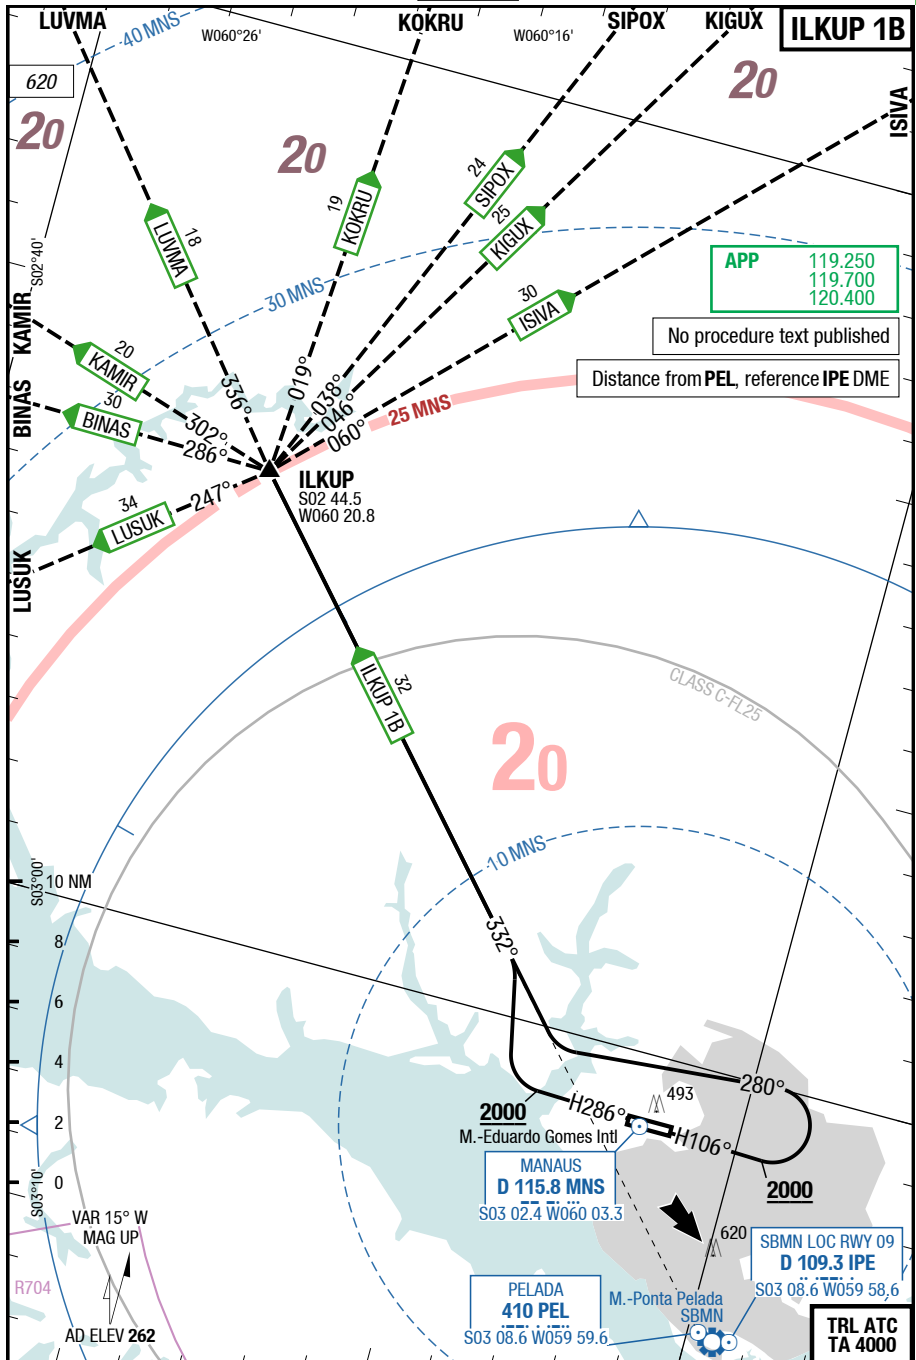 LUVMA
40 MNS
W060°26'
KOKRU
W060°16'
SIPOX
KIGUX
ILKUP 1B
620
20
20
20
ISIVA
S02°40'
18
LUVMA
19
KOKRU
24
SIPOX
25
KIGUX
30
ISIVA
30 MNS
APP 119.250
119.700
120.400
No procedure text published
Distance from PEL, reference IPE DME
KAMIR
20
KAMIR
BINAS
30
BINAS
336°
019°
038°
046°
060°
302°
286°
25 MNS
247°
34
LUSUK
LUSUK
ILKUP
S02 44.5
W060 20.8
32
ILKUP 1B
CLASS C-FL25
20
10 MNS
S03°00'
10 NM
8
6
4
2
0
332°
280°
2000
H286°
493
H106°
2000
M.-Eduardo Gomes Intl
MANAUS
D 115.8 MNS
S03 02.4 W060 03.3
S03°10'
VAR 15° W
MAG UP
R704
AD ELEV 262
620
SBMN LOC RWY 09
D 109.3 IPE
S03 08.6 W059 58.6
PELADA
410 PEL
S03 08.6 W059 59.6
M.-Ponta Pelada
SBMN
TRL ATC
TA 4000